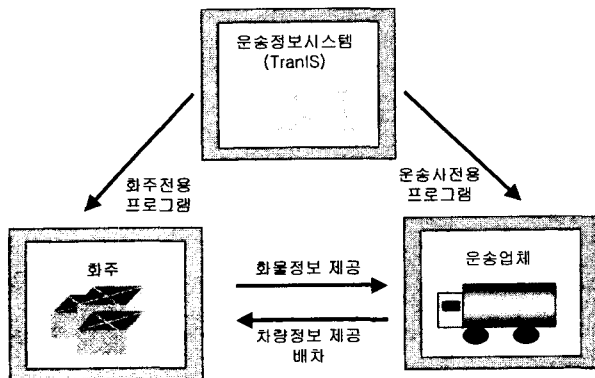 운송정보시스템
(TranIS)
화주전용
프로그램
운송사전용
프로그램
화주
화물정보 제공
차량정보 제공
배차
운송업체